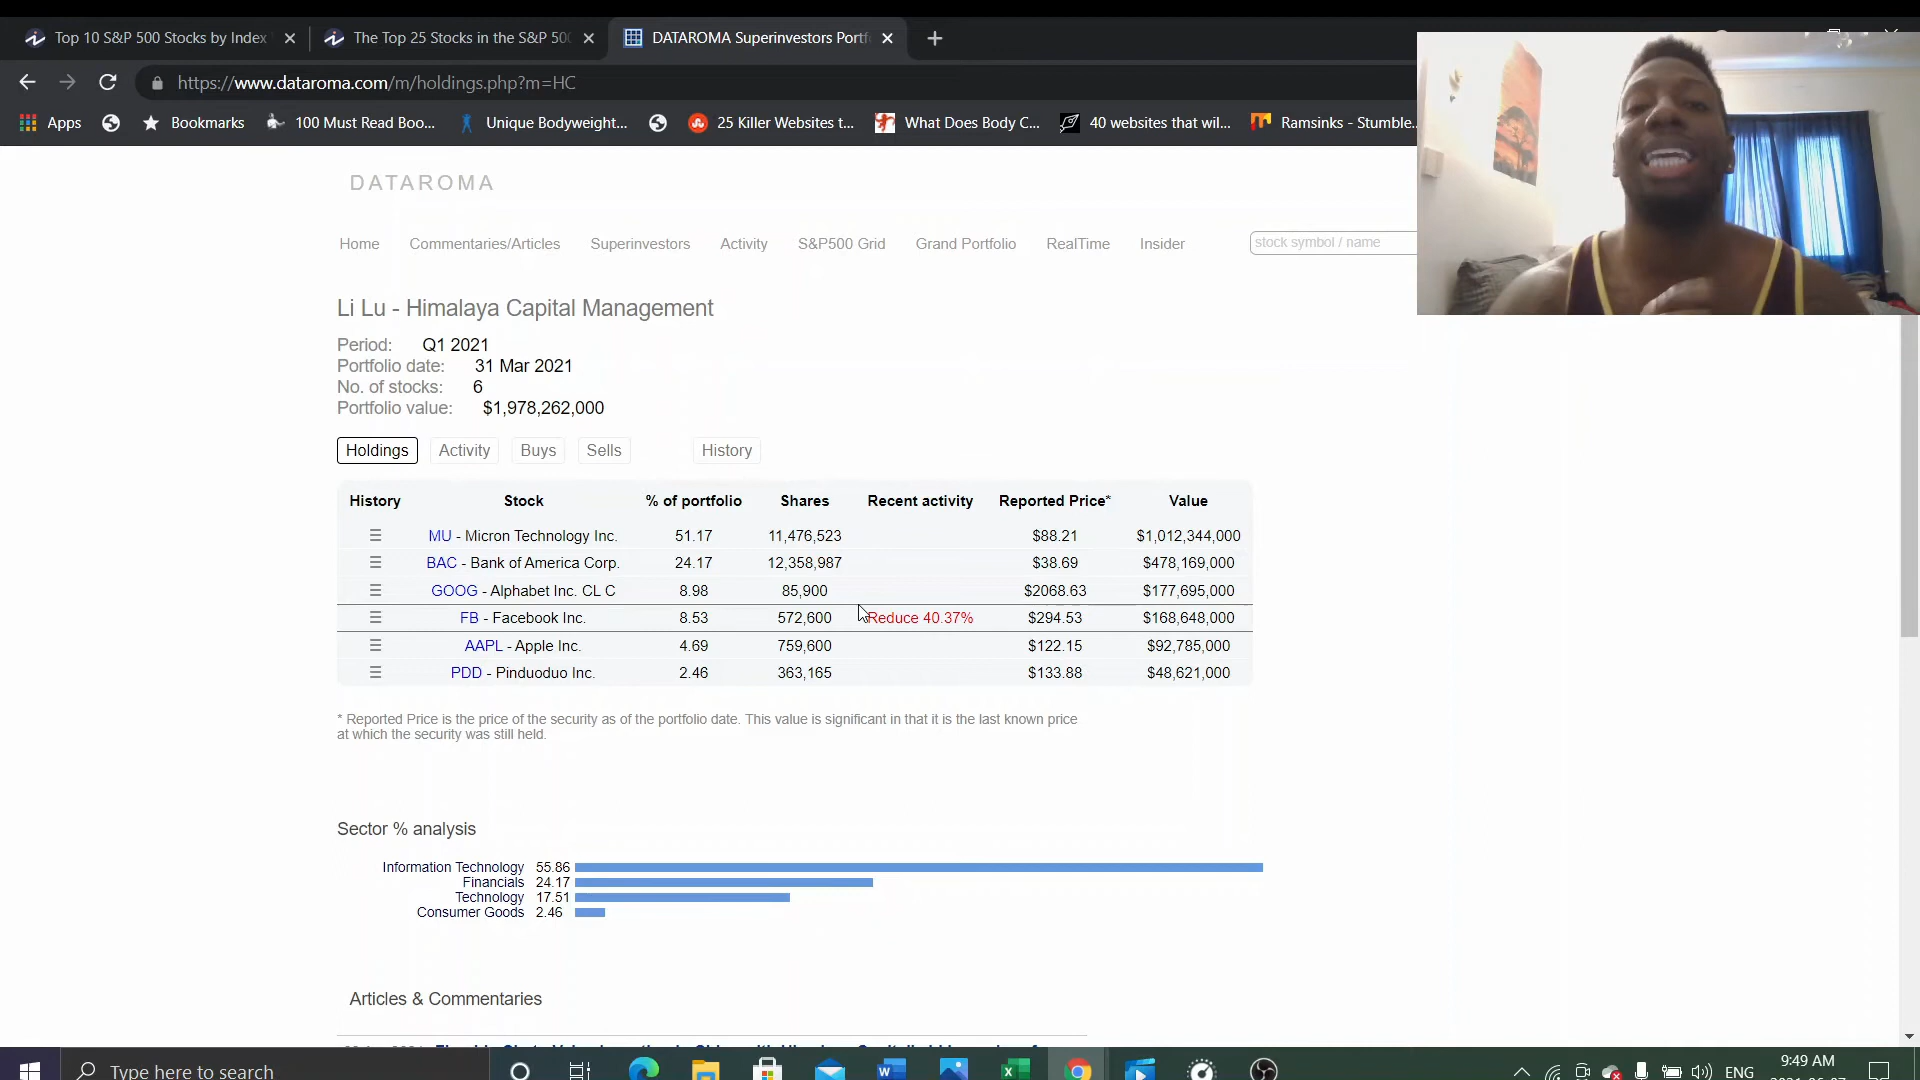 Top 10 S&P 500 Stocks by Index
The Top 25 Stocks in the S&P 500
DATAROMA Superinvestors Portf
https://www.dataroma.com/m/holdings.php?m=HC
Apps
Bookmarks
100 Must Read Boo...
Unique Bodyweight...
25 Killer Websites t...
What Does Body C...
40 websites that wil...
Ramsinks - Stumble...
DATAROMA
Home Commentaries/Articles Superinvestors Activity S&P500 Grid Grand Portfolio RealTime Insider
stock symbol / name
Li Lu - Himalaya Capital Management
Period: Q1 2021
Portfolio date: 31 Mar 2021
No. of stocks: 6
Portfolio value: $1,978,262,000
Holdings Activity Buys Sells History
History Stock % of portfolio Shares Recent activity Reported Price* Value
≡ MU - Micron Technology Inc. 51.17 11,476,523 $88.21 $1,012,344,000
≡ BAC - Bank of America Corp. 24.17 12,358,987 $38.69 $478,169,000
≡ GOOG - Alphabet Inc. CL C 8.98 85,900 $2068.63 $177,695,000
≡ FB - Facebook Inc. 8.53 572,600 Reduce 40.37% $294.53 $168,648,000
≡ AAPL - Apple Inc. 4.69 759,600 $122.15 $92,785,000
≡ PDD - Pinduoduo Inc. 2.46 363,165 $133.88 $48,621,000
* Reported Price is the price of the security as of the portfolio date. This value is significant in that it is the last known price
at which the security was still held.
Sector % analysis
Information Technology 55.86
Financials 24.17
Technology 17.51
Consumer Goods 2.46
Articles & Commentaries
Type here to search
ENG
9:49 AM